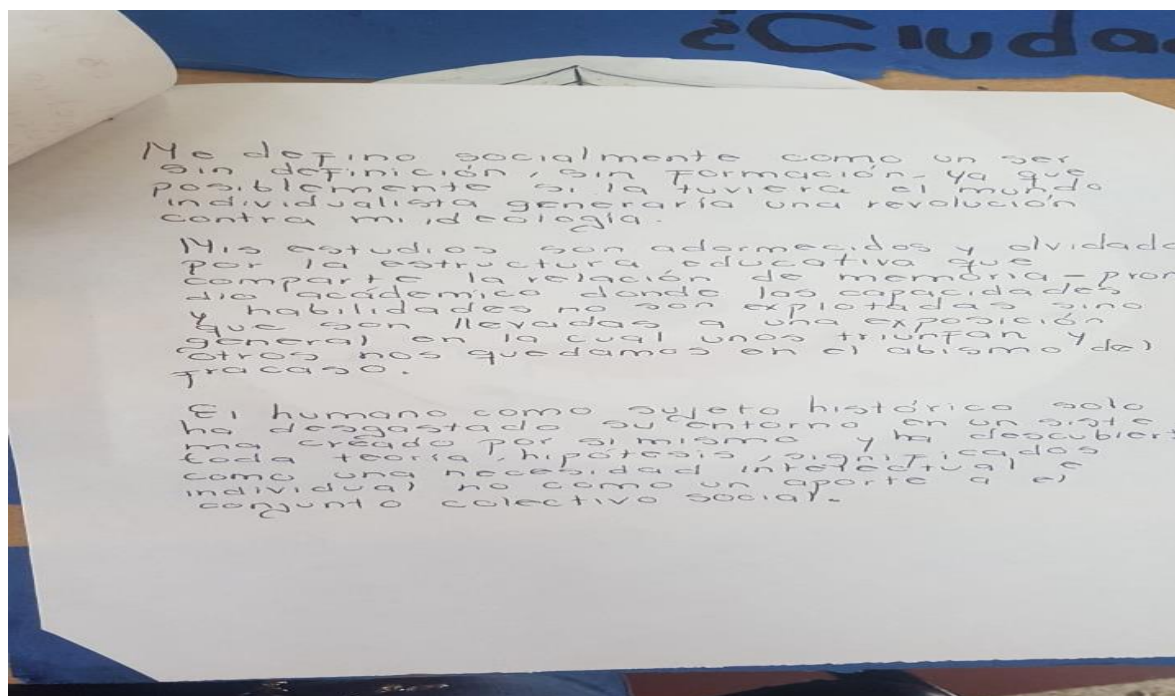 ¿Ciudad
Me defino socialmente como un ser
sin definición, sin formación, ya que
posiblemente si la tuviera el mundo
individualista generaría una revolución
contra mi ideología.
Mis estudios son adormecidos y olvidado
por la estructura educativa que
comparte la relación de memoria - prom
dio académico donde las capacidades
y habilidades no son explotadas sino
que son llevadas a una exposición
general en la cual unos triunfan y
otros nos quedamos en el abismo del
fracaso.
El humano como sujeto histórico solo
ha desgastado su entorno en un siste
ma creado por si mismo y ha descubiert
cada teoría, hipótesis, significados
como una necesidad intelectual e
individual no como un aporte a el
conjunto colectivo social.